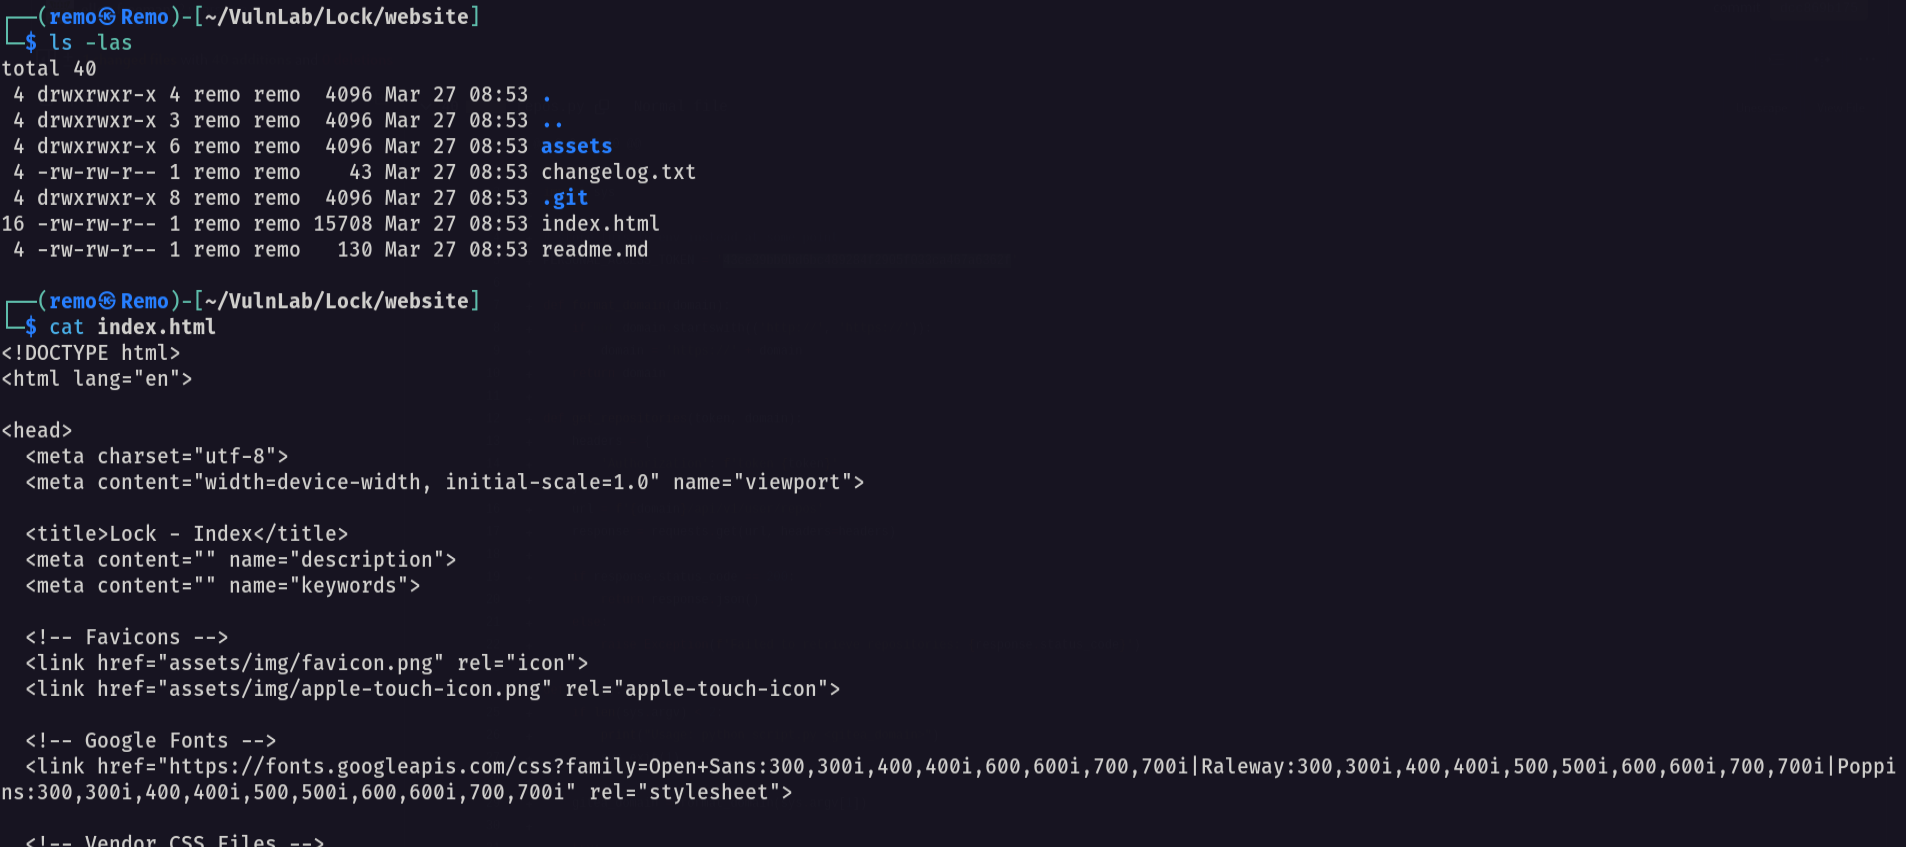 ┌──(remo㉿Remo)-[~/VulnLab/Lock/website]
└─$ ls -las
total 40
 4 drwxrwxr-x 4 remo remo  4096 Mar 27 08:53 .
 4 drwxrwxr-x 3 remo remo  4096 Mar 27 08:53 ..
 4 drwxrwxr-x 6 remo remo  4096 Mar 27 08:53 assets
 4 -rw-rw-r-- 1 remo remo    43 Mar 27 08:53 changelog.txt
 4 drwxrwxr-x 8 remo remo  4096 Mar 27 08:53 .git
16 -rw-rw-r-- 1 remo remo 15708 Mar 27 08:53 index.html
 4 -rw-rw-r-- 1 remo remo   130 Mar 27 08:53 readme.md
┌──(remo㉿Remo)-[~/VulnLab/Lock/website]
└─$ cat index.html
<!DOCTYPE html>
<html lang="en">
<head>
  <meta charset="utf-8">
  <meta content="width=device-width, initial-scale=1.0" name="viewport">
  <title>Lock - Index</title>
  <meta content="" name="description">
  <meta content="" name="keywords">
  <!-- Favicons -->
  <link href="assets/img/favicon.png" rel="icon">
  <link href="assets/img/apple-touch-icon.png" rel="apple-touch-icon">
  <!-- Google Fonts -->
  <link href="https://fonts.googleapis.com/css?family=Open+Sans:300,300i,400,400i,600,600i,700,700i|Raleway:300,300i,400,400i,500,500i,600,600i,700,700i|Poppi
ns:300,300i,400,400i,500,500i,600,600i,700,700i" rel="stylesheet">
  <!-- Vendor CSS Files -->